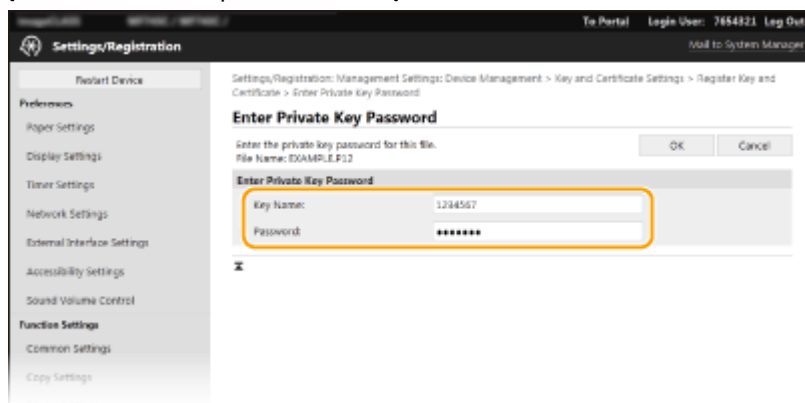 To Portal Login User: 7654321 Log Out
Settings/Registration
Mail to System Manager
Restart Device
Preferences
Paper Settings
Display Settings
Timer Settings
Network Settings
External Interface Settings
Accessibility Settings
Sound Volume Control
Function Settings
Common Settings
Copy Settings
Settings/Registration: Management Settings: Device Management > Key and Certificate Settings > Register Key and
Certificate > Enter Private Key Password
Enter Private Key Password
Enter the private key password for this file.
File Name: EXAMPLE.P12
OK Cancel
Enter Private Key Password
Key Name: 1234567
Password: •••••••